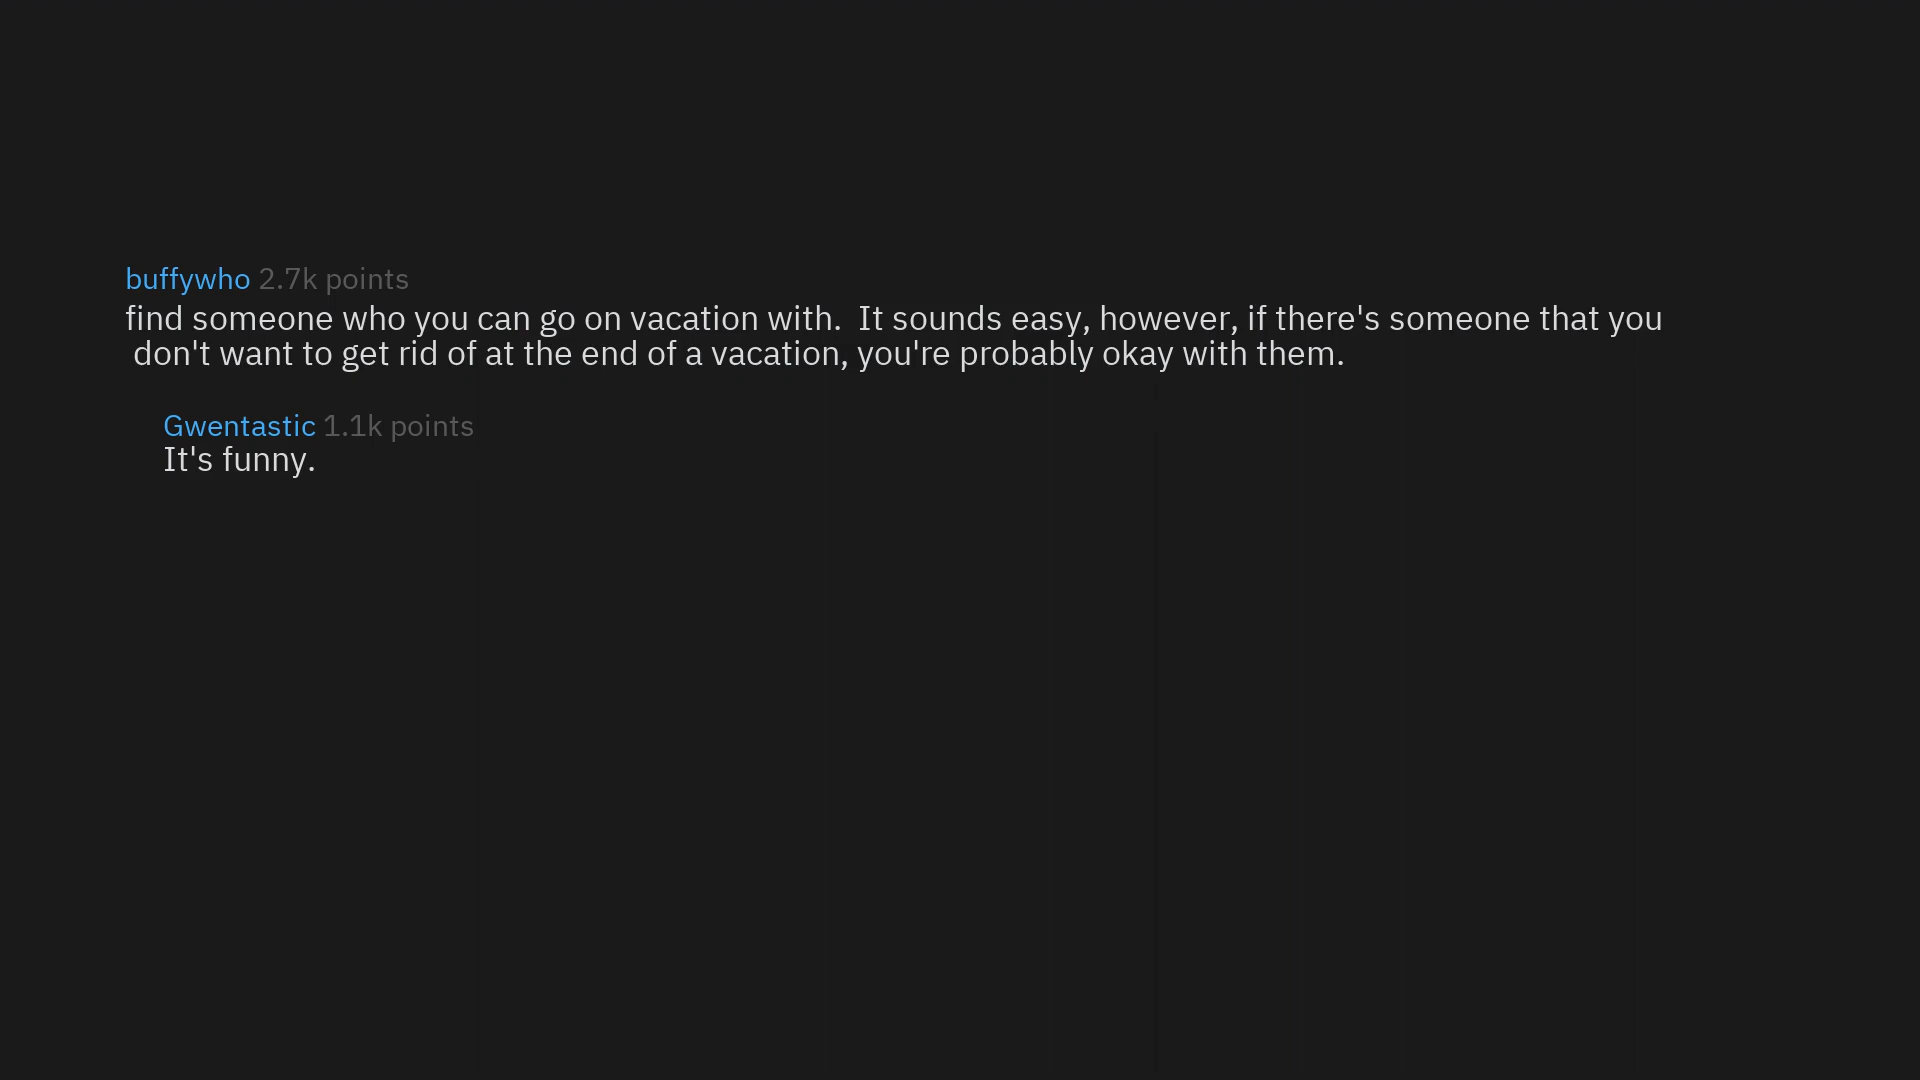 buffywho 2.7k points
find someone who you can go on vacation with.  It sounds easy, however, if there's someone that you
don't want to get rid of at the end of a vacation, you're probably okay with them.
Gwentastic 1.1k points
It's funny.